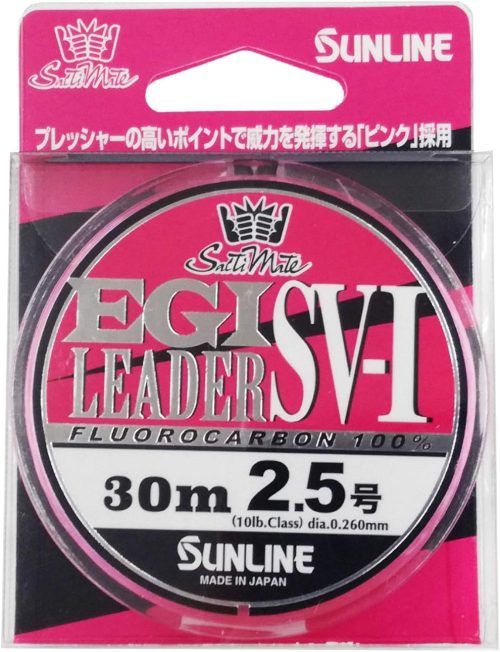 SaltiMate
SUNLINE
プレッシャーの高いポイントで威力を発揮する「ピンク」採用
SaltiMate
EGI
LEADER SV-I
FLUOROCARBON 100%
30m 2.5号
(10lb.Class) dia.0.260mm
SUNLINE
MADE IN JAPAN